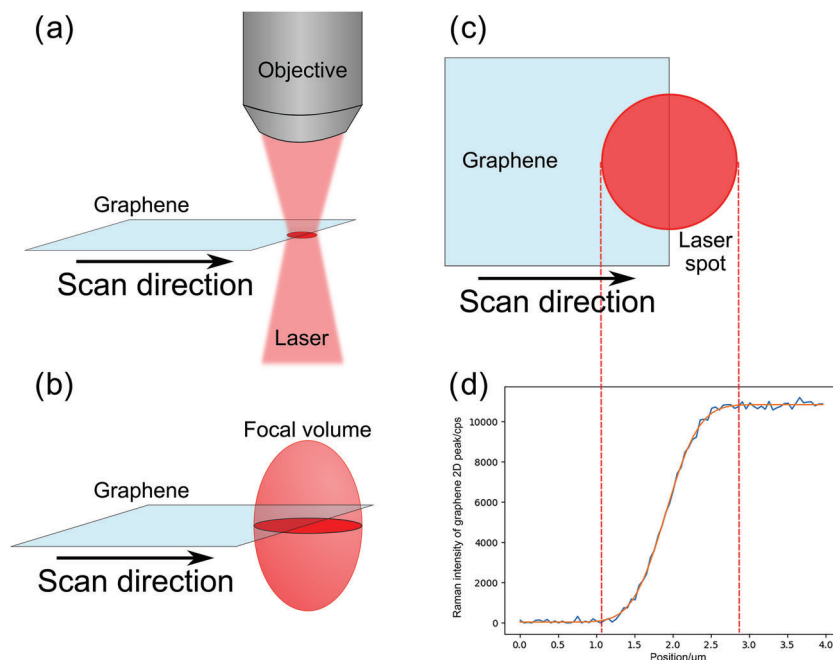 (a)
Objective
Graphene
Scan direction
Laser
(b)
Focal volume
Graphene
Scan direction
(c)
Graphene
Laser
spot
Scan direction
(d)
Raman intensity of graphene 2D peak/cps
10000
8000
6000
4000
2000
0
0.0 0.5 1.0 1.5 2.0 2.5 3.0 3.5 4.0
Position/um